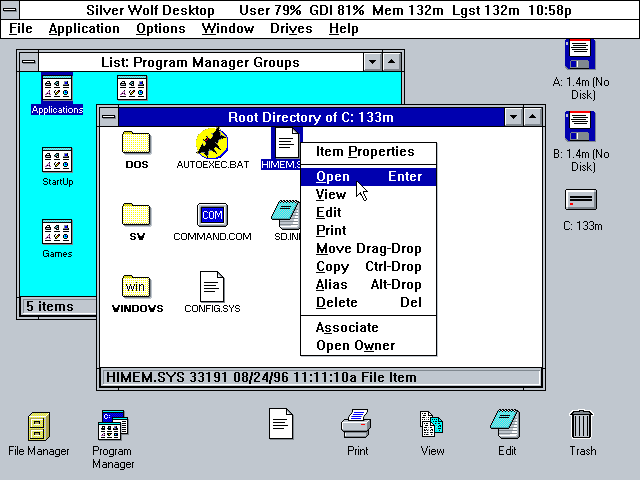 Silver Wolf Desktop User 79% GDI 81% Mem 132m Lgst 132m 10:58p
File Application Options Window Drives Help
List: Program Manager Groups
Applications
StartUp
Games
5 items
Root Directory of C: 133m
DOS
AUTOEXEC.BAT
HIMEM.S
SW
COM
COMMAND.COM
SD.INI
win
WINDOWS
CONFIG.SYS
HIMEM.SYS 33191 08/24/96 11:11:10a File Item
Item Properties
Open Enter
View
Edit
Print
Move Drag-Drop
Copy Ctrl-Drop
Alias Alt-Drop
Delete Del
Associate
Open Owner
A: 1.4m (No
Disk)
B: 1.4m (No
Disk)
C: 133m
File Manager
C:
Program
Manager
Print
View
Edit
Trash